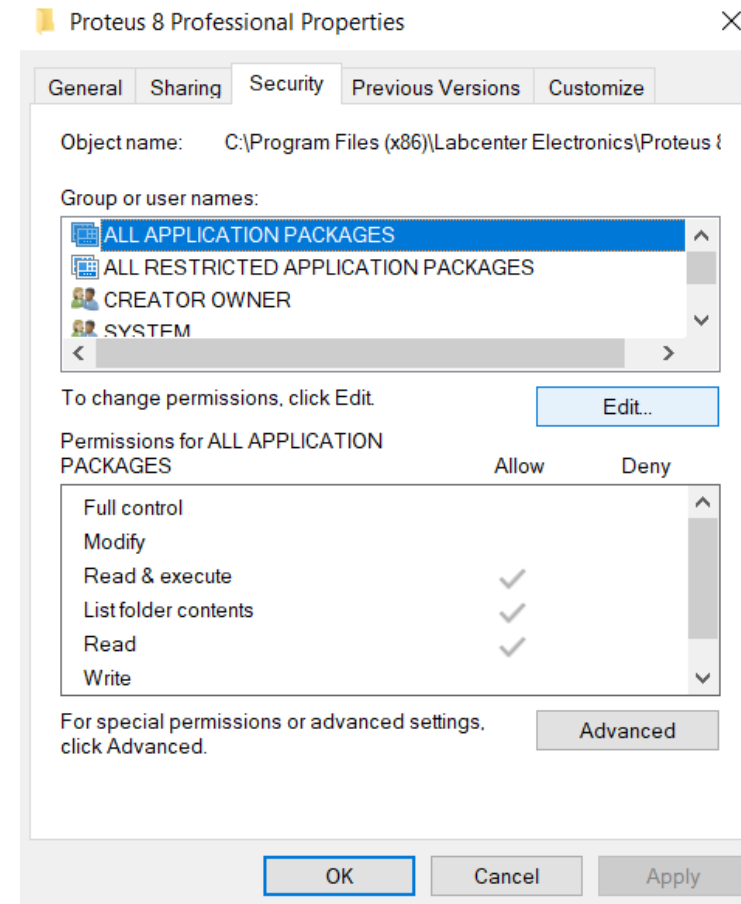 Proteus 8 Professional Properties
General Sharing Security Previous Versions Customize
Object name: C:\Program Files (x86)\Labcenter Electronics\Proteus
Group or user names:
ALL APPLICATION PACKAGES
ALL RESTRICTED APPLICATION PACKAGES
CREATOR OWNER
SYSTEM
To change permissions, click Edit.
Edit...
Permissions for ALL APPLICATION
PACKAGES Allow Deny
Full control
Modify
Read & execute
List folder contents
Read
Write
For special permissions or advanced settings,
click Advanced.
Advanced
OK Cancel Apply